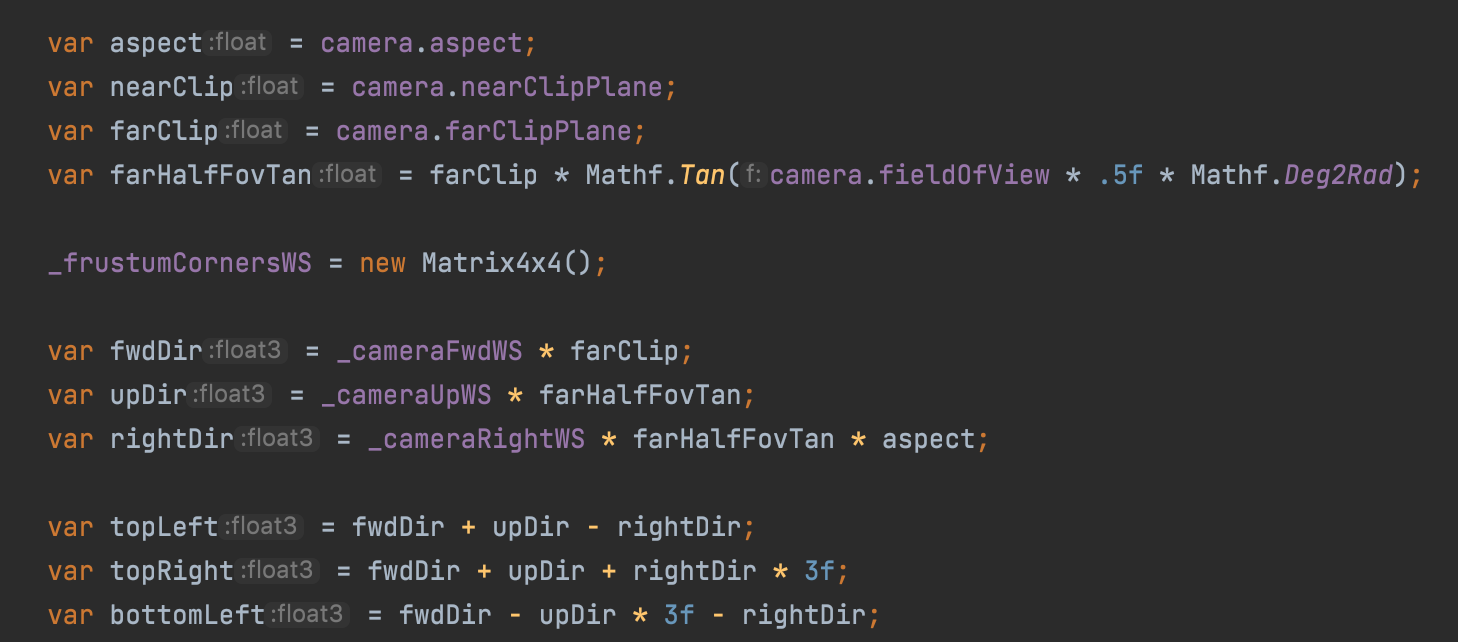 var aspect :float = camera.aspect;
var nearClip :float = camera.nearClipPlane;
var farClip :float = camera.farClipPlane;
var farHalfFovTan :float = farClip * Mathf.Tan( f: camera.fieldOfView * .5f * Mathf.Deg2Rad);
_frustumCornersWS = new Matrix4x4();
var fwdDir :float3 = _cameraFwdWS * farClip;
var upDir :float3 = _cameraUpWS * farHalfFovTan;
var rightDir :float3 = _cameraRightWS * farHalfFovTan * aspect;
var topLeft :float3 = fwdDir + upDir - rightDir;
var topRight :float3 = fwdDir + upDir + rightDir * 3f;
var bottomLeft :float3 = fwdDir - upDir * 3f - rightDir;